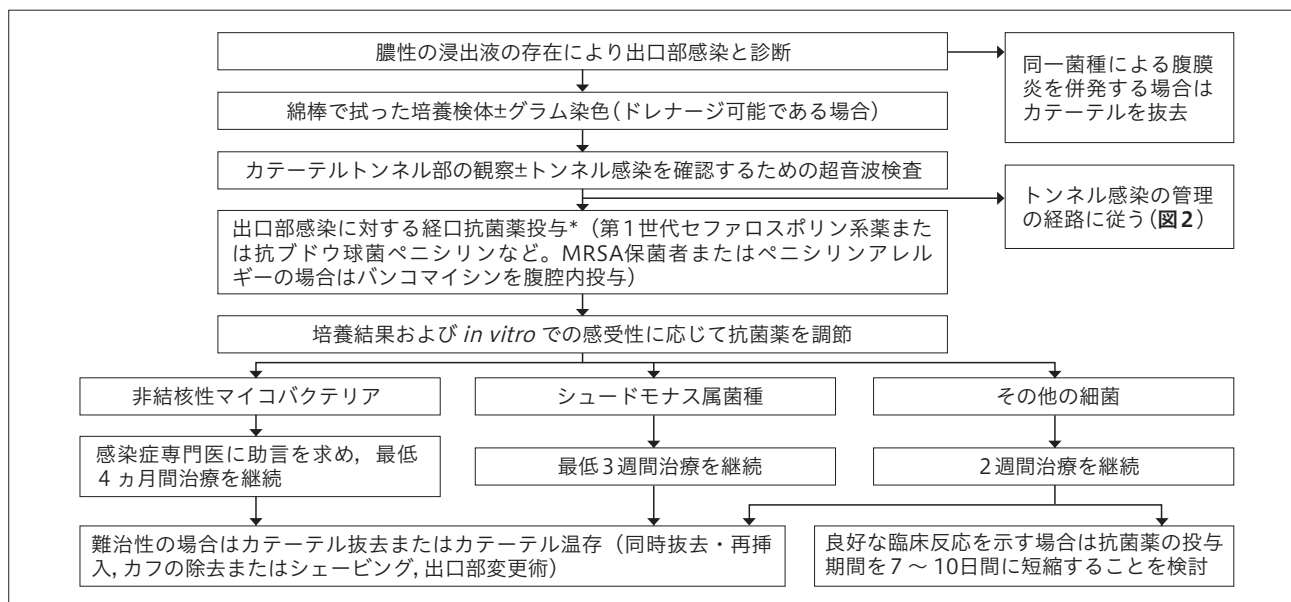 膿性の浸出液の存在により出口部感染と診断
同一菌種による腹膜
炎を併発する場合は
カテーテルを抜去
綿棒で拭った培養検体±グラム染色(ドレナージ可能である場合)
カテーテルトンネル部の観察±トンネル感染を確認するための超音波検査
トンネル感染の管理
の経路に従う(図2)
出口部感染に対する経口抗菌薬投与*(第1世代セファロスポリン系薬また
は抗ブドウ球菌ペニシリンなど。MRSA保菌者またはペニシリンアレル
ギーの場合はバンコマイシンを腹腔内投与)
培養結果および in vitro での感受性に応じて抗菌薬を調節
非結核性マイコバクテリア
シュードモナス属菌種
その他の細菌
感染症専門医に助言を求め,最低
4ヵ月間治療を継続
最低3週間治療を継続
2週間治療を継続
難治性の場合はカテーテル抜去またはカテーテル温存(同時抜去・再挿
入,カフの除去またはシェービング,出口部変更術)
良好な臨床反応を示す場合は抗菌薬の投与
期間を7~10日間に短縮することを検討